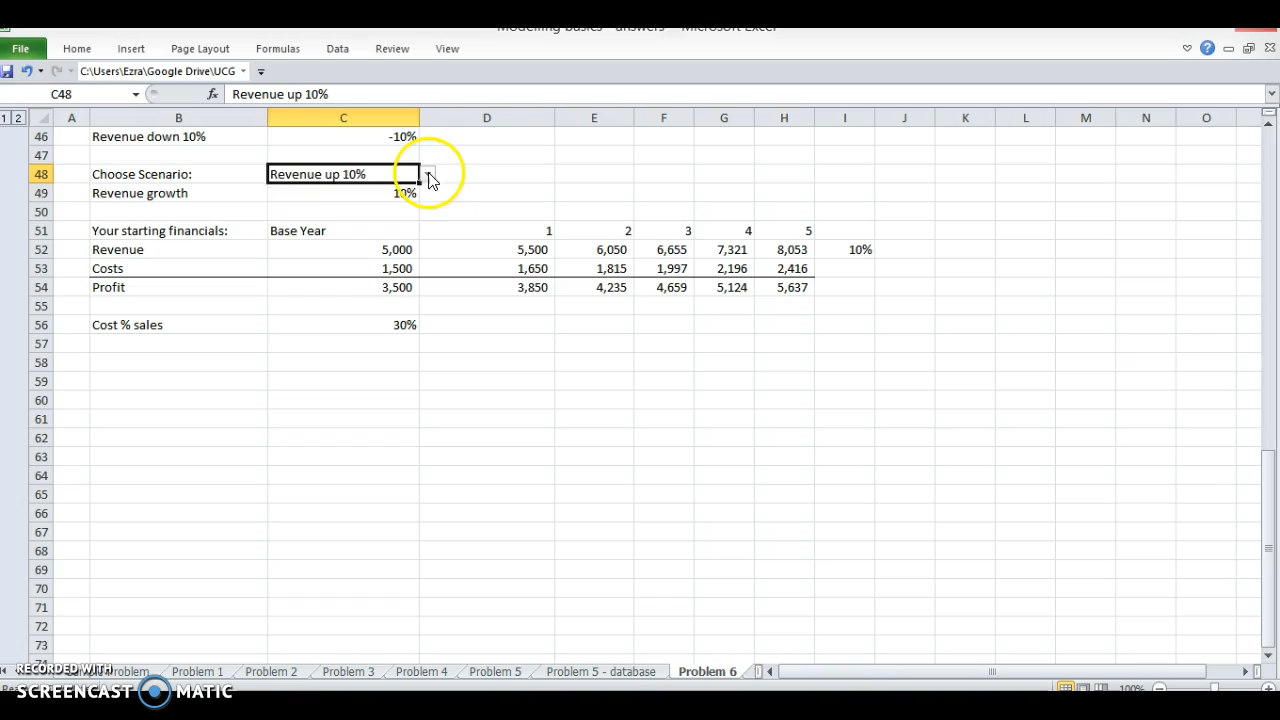 Modelling basics - answers - Microsoft Excel
File Home Insert Page Layout Formulas Data Review View
C:\Users\Ezra\Google Drive\UCG
C48 fx Revenue up 10%
1 2 A B C D E F G H I J K L M N O
46 Revenue down 10% -10%
47
48 Choose Scenario: Revenue up 10%
49 Revenue growth 10%
50
51 Your starting financials: Base Year 1 2 3 4 5
52 Revenue 5,000 5,500 6,050 6,655 7,321 8,053 10%
53 Costs 1,500 1,650 1,815 1,997 2,196 2,416
54 Profit 3,500 3,850 4,235 4,659 5,124 5,637
55
56 Cost % sales 30%
57
58
59
60
61
62
63
64
65
66
67
68
69
70
71
72
73
Problem Problem 1 Problem 2 Problem 3 Problem 4 Problem 5 Problem 5 - database Problem 6
RECORDED WITH
SCREENCAST MATIC
100%